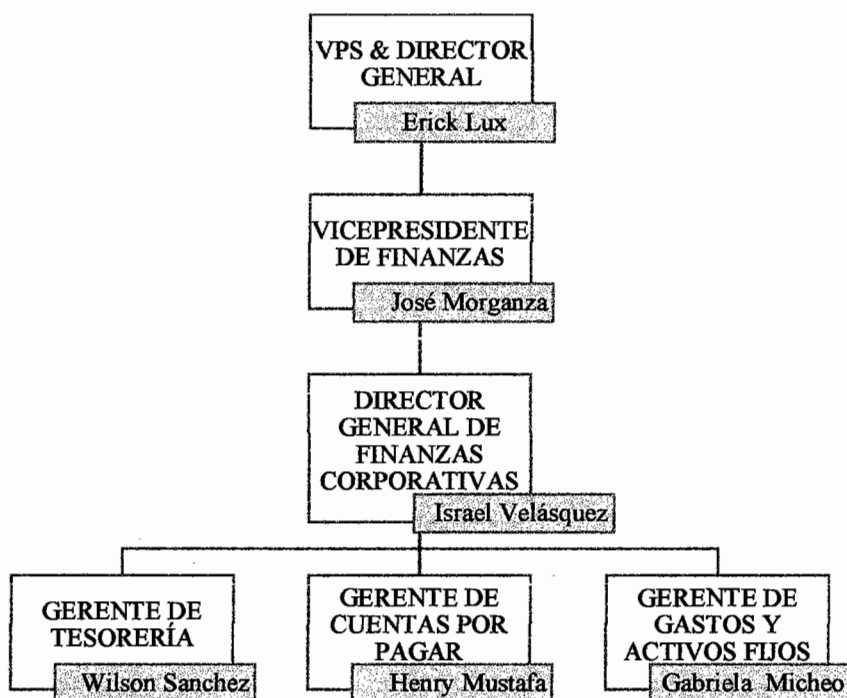 VPS & DIRECTOR
GENERAL
Erick Lux
VICEPRESIDENTE
DE FINANZAS
José Morganza
DIRECTOR
GENERAL DE
FINANZAS
CORPORATIVAS
Israel Velásquez
GERENTE DE
TESORERÍA
Wilson Sanchez
GERENTE DE
CUENTAS POR
PAGAR
Henry Mustafa
GERENTE DE
GASTOS Y
ACTIVOS FIJOS
Gabriela Micheo